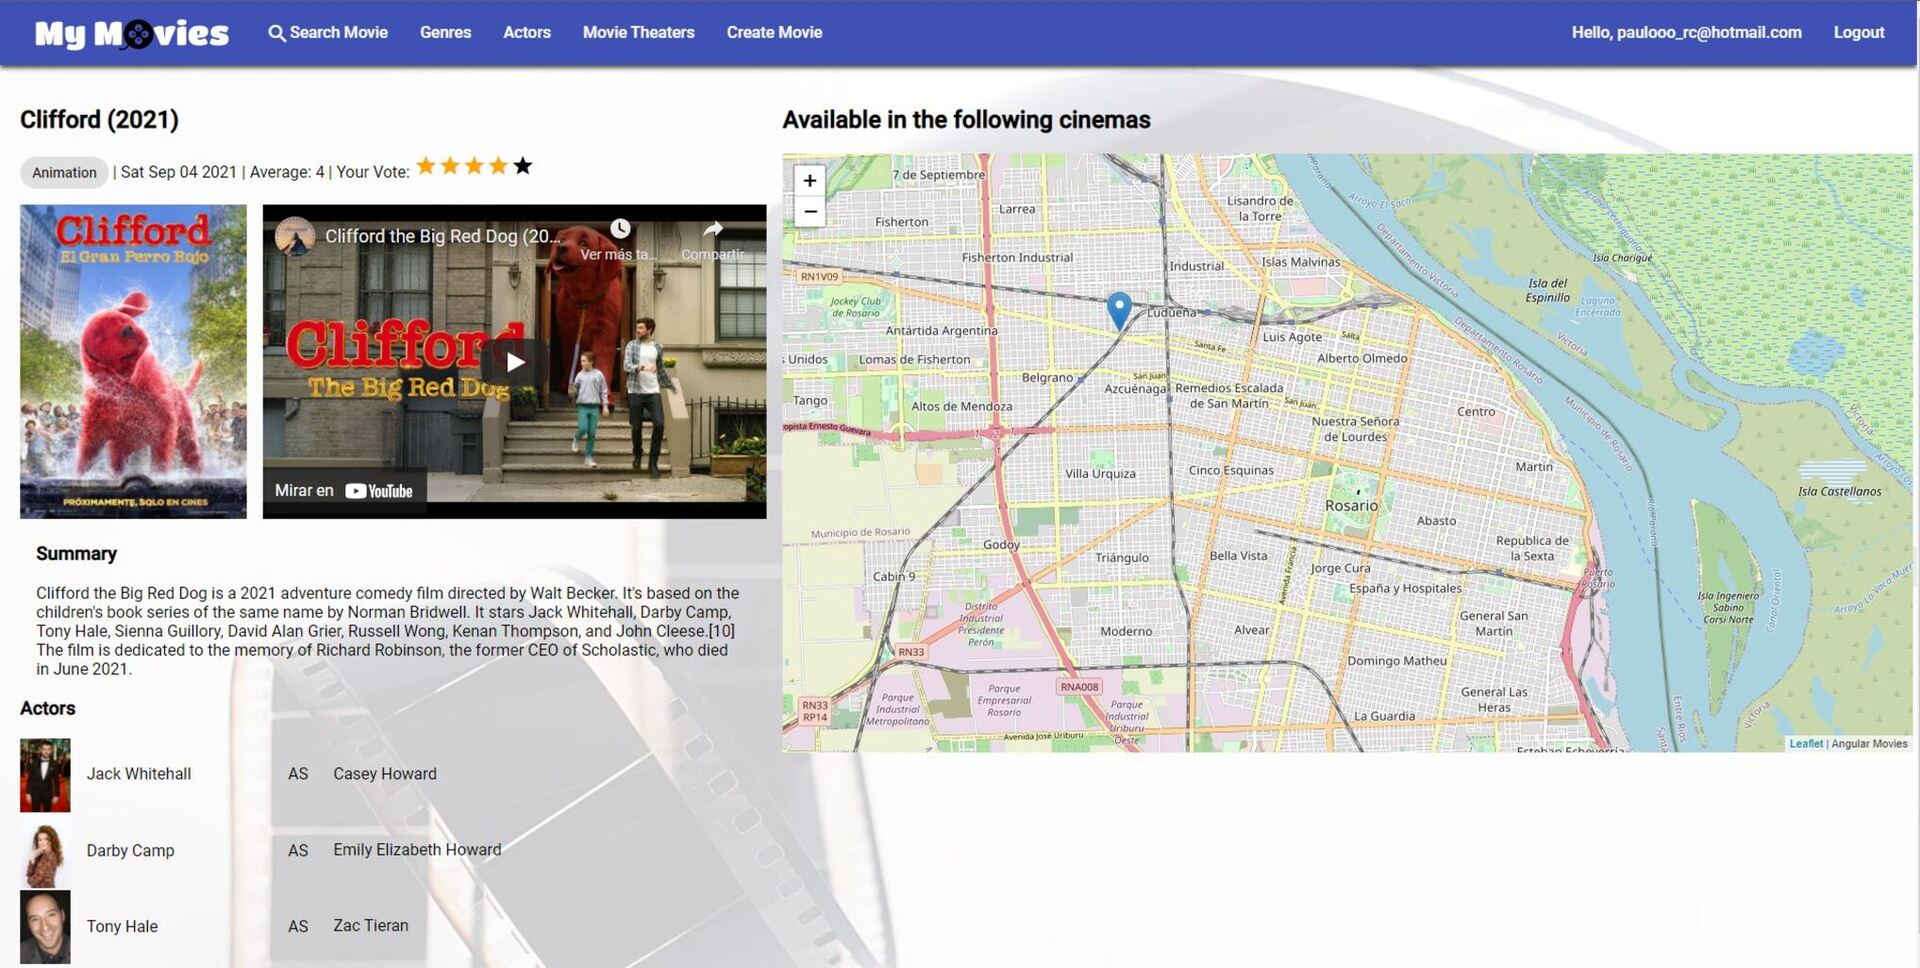 My Movies
Search Movie
Genres
Actors
Movie Theaters
Create Movie
Hello, paulooo_rc@hotmail.com
Logout
Clifford (2021)
Animation | Sat Sep 04 2021 | Average: 4 | Your Vote:
Clifford
El Gran Perro Rojo
PRÓXIMAMENTE, SOLO EN CINES
Clifford the Big Red Dog (20...
Ver más ta...
Compartir
Clifford
The Big Red Dog
Mirar en YouTube
Summary
Clifford the Big Red Dog is a 2021 adventure comedy film directed by Walt Becker. It's based on the
children's book series of the same name by Norman Bridwell. It stars Jack Whitehall, Darby Camp,
Tony Hale, Sienna Guillory, David Alan Grier, Russell Wong, Kenan Thompson, and John Cleese.[10]
The film is dedicated to the memory of Richard Robinson, the former CEO of Scholastic, who died
in June 2021.
Actors
Jack Whitehall AS Casey Howard
Darby Camp AS Emily Elizabeth Howard
Tony Hale AS Zac Tieran
Available in the following cinemas
+
−
7 de Septiembre
Larrea
Fisherton
Lisandro de
la Torre
Arroyo El Saco
Departamento Victoria
Isla Charigüé
Fisherton Industrial
Industrial
Islas Malvinas
RN1V09
Isla del
Espinillo
Laguna
Encerrada
Jockey Club
de Rosario
Antártida Argentina
Ludueña
Luis Agote
Salta
Santa Fe
Departamento Rosario
Victoria
s Unidos
Lomas de Fisherton
Alberto Olmedo
Belgrano
San Juan
Azcuénaga
Remedios Escalada
de San Martín
San Juan
Tango
Altos de Mendoza
Centro
Nuestra Señora
de Lourdes
Municipio de Rosario
Victoria
opista Ernesto Guevara
Villa Urquiza
Cinco Esquinas
Martin
Isla Castellanos
Rosario
Abasto
Municipio de Rosario
Godoy
Triángulo
Bella Vista
Republica de
la Sexta
Jorge Cura
Avenida Francia
Cabin 9
España y Hospitales
Puerto
Rosario
Distrito
Industrial
Presidente
Perón
Isla Ingeniero
Sabino
Corsi Norte
General San
Martin
Moderno
Alvear
RN33
Domingo Matheu
RNA008
Parque
Industrial
Metropolitano
Parque
Empresarial
Rosario
General Las
Heras
RN33
RP14
Parque
Industrial
Uriburu
Oeste
La Guardia
Avenida José Uriburu
Entre Ríos
Santa
Victoria
Esteban Echeverría
Leaflet | Angular Movies